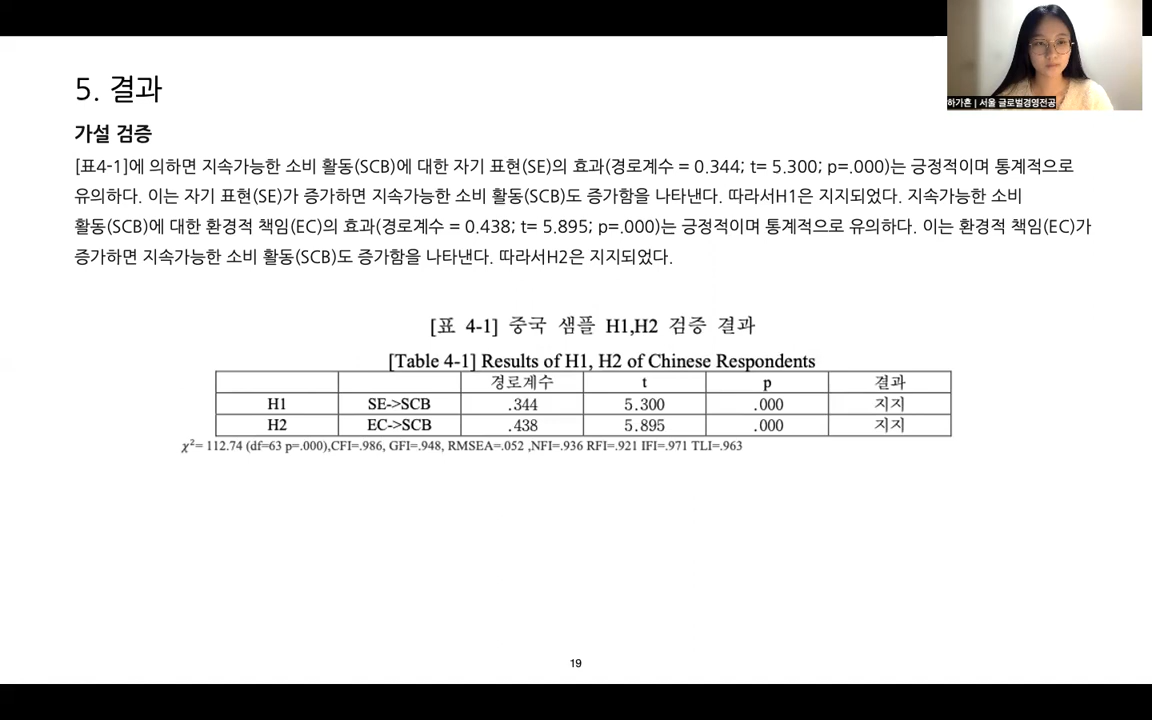 하가흔 | 서울 글로벌경영전공
5. 결과
가설 검증
[표4-1]에 의하면 지속가능한 소비 활동(SCB)에 대한 자기 표현(SE)의 효과(경로계수 = 0.344; t= 5.300; p=.000)는 긍정적이며 통계적으로
유의하다. 이는 자기 표현(SE)가 증가하면 지속가능한 소비 활동(SCB)도 증가함을 나타낸다. 따라서H1은 지지되었다. 지속가능한 소비
활동(SCB)에 대한 환경적 책임(EC)의 효과(경로계수 = 0.438; t= 5.895; p=.000)는 긍정적이며 통계적으로 유의하다. 이는 환경적 책임(EC)가
증가하면 지속가능한 소비 활동(SCB)도 증가함을 나타낸다. 따라서H2은 지지되었다.
[표 4-1] 중국 샘플 H1,H2 검증 결과
[Table 4-1] Results of H1, H2 of Chinese Respondents
경로계수 t p 결과
H1 SE->SCB .344 5.300 .000 지지
H2 EC->SCB .438 5.895 .000 지지
χ²= 112.74 (df=63 p=.000),CFI=.986, GFI=.948, RMSEA=.052 ,NFI=.936 RFI=.921 IFI=.971 TLI=.963
19